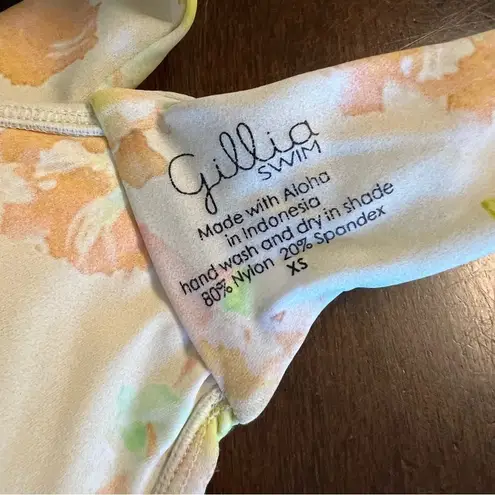 Gillia
SWIM
Made with Aloha
in Indonesia
hand wash and dry in shade
80% Nylon 20% Spandex
XS